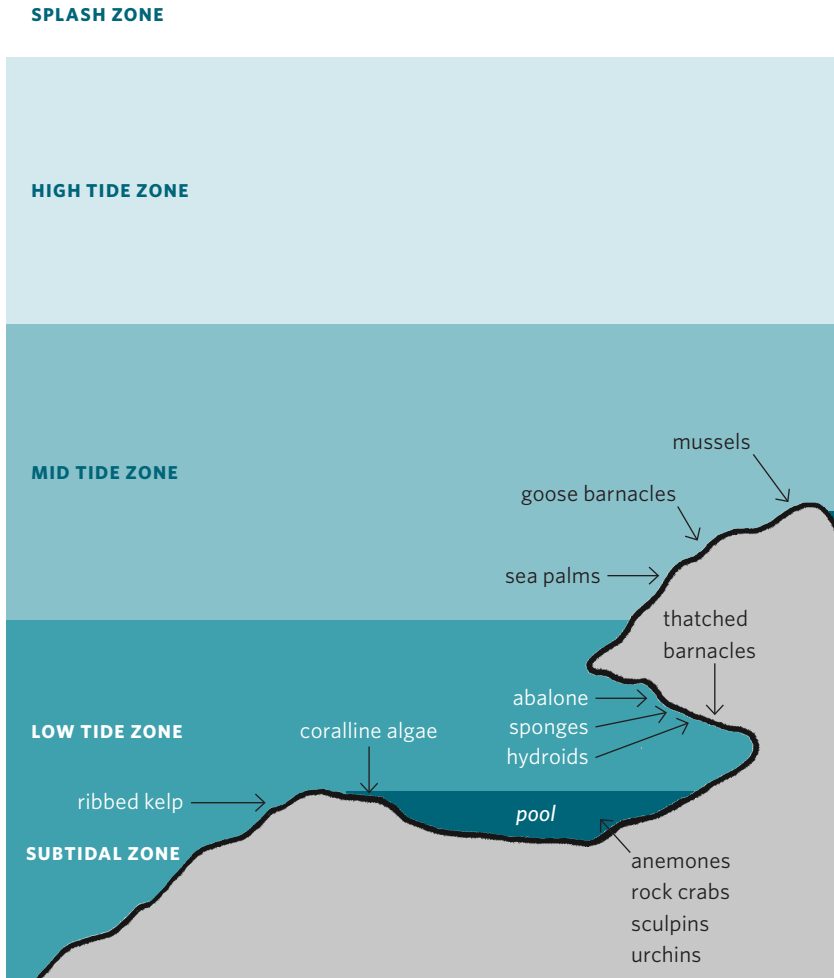 SPLASH ZONE
HIGH TIDE ZONE
MID TIDE ZONE
mussels
goose barnacles
sea palms
thatched
barnacles
abalone
sponges
hydroids
LOW TIDE ZONE
coralline algae
ribbed kelp
pool
SUBTIDAL ZONE
anemones
rock crabs
sculpins
urchins